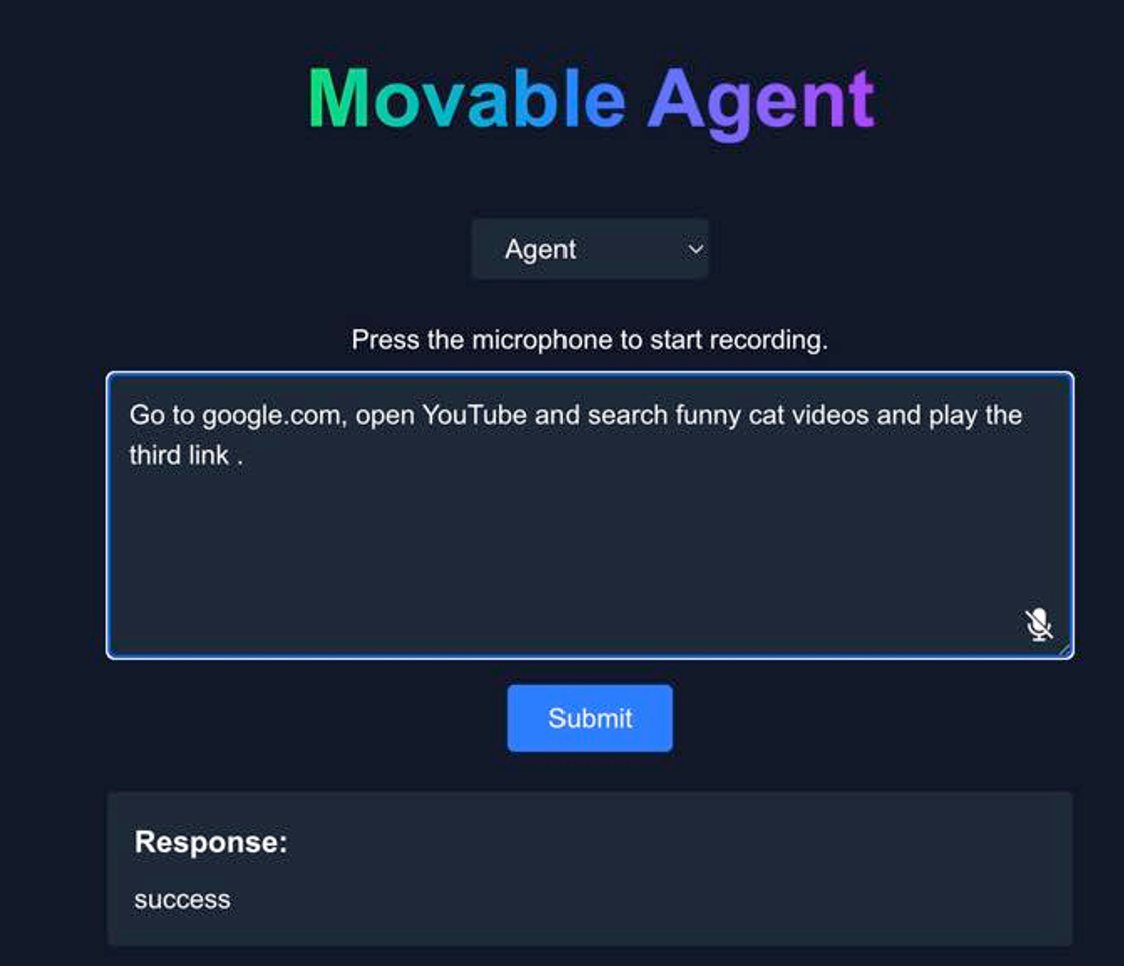 Movable Agent
Agent
Press the microphone to start recording.
Go to google.com, open YouTube and search funny cat videos and play the
third link .
Submit
Response:
success